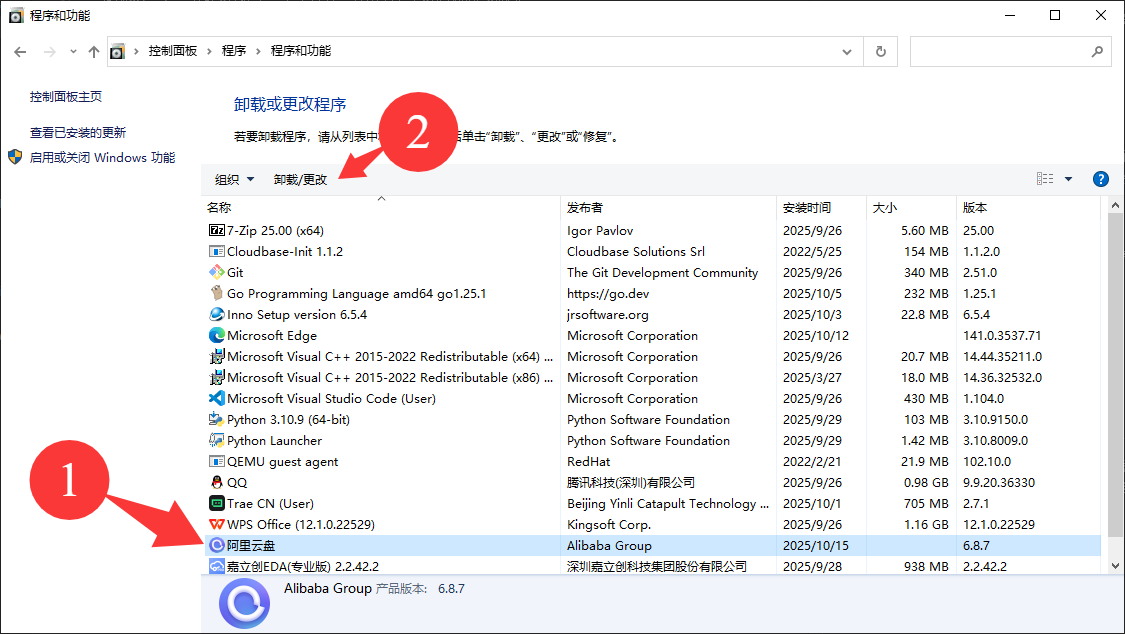 程序和功能
控制面板 程序 程序和功能
控制面板主页
查看已安装的更新
启用或关闭 Windows 功能
卸载或更改程序
若要卸载程序，请从列表中 后单击“卸载”、“更改”或“修复”。
2
组织 卸载/更改
名称 发布者 安装时间 大小 版本
7-Zip 25.00 (x64) Igor Pavlov 2025/9/26 5.60 MB 25.00
Cloudbase-Init 1.1.2 Cloudbase Solutions Srl 2022/5/25 154 MB 1.1.2.0
Git The Git Development Community 2025/9/26 340 MB 2.51.0
Go Programming Language amd64 go1.25.1 https://go.dev 2025/10/5 232 MB 1.25.1
Inno Setup version 6.5.4 jrsoftware.org 2025/10/3 22.8 MB 6.5.4
Microsoft Edge Microsoft Corporation 2025/10/12 141.0.3537.71
Microsoft Visual C++ 2015-2022 Redistributable (x64) ... Microsoft Corporation 2025/9/26 20.7 MB 14.44.35211.0
Microsoft Visual C++ 2015-2022 Redistributable (x86) ... Microsoft Corporation 2025/3/27 18.0 MB 14.36.32532.0
Microsoft Visual Studio Code (User) Microsoft Corporation 2025/9/26 430 MB 1.104.0
Python 3.10.9 (64-bit) Python Software Foundation 2025/9/29 103 MB 3.10.9150.0
Python Launcher Python Software Foundation 2025/9/29 1.42 MB 3.10.8009.0
QEMU guest agent RedHat 2022/2/21 21.9 MB 102.10.0
QQ 腾讯科技(深圳)有限公司 2025/9/26 0.98 GB 9.9.20.36330
Trae CN (User) Beijing Yinli Catapult Technology ... 2025/10/1 705 MB 2.7.1
WPS Office (12.1.0.22529) Kingsoft Corp. 2025/9/26 1.16 GB 12.1.0.22529
阿里云盘 Alibaba Group 2025/10/15 6.8.7
嘉立创EDA(专业版) 2.2.42.2 深圳嘉立创科技集团股份有限公司 2025/9/28 938 MB 2.2.42.2
1
Alibaba Group 产品版本: 6.8.7